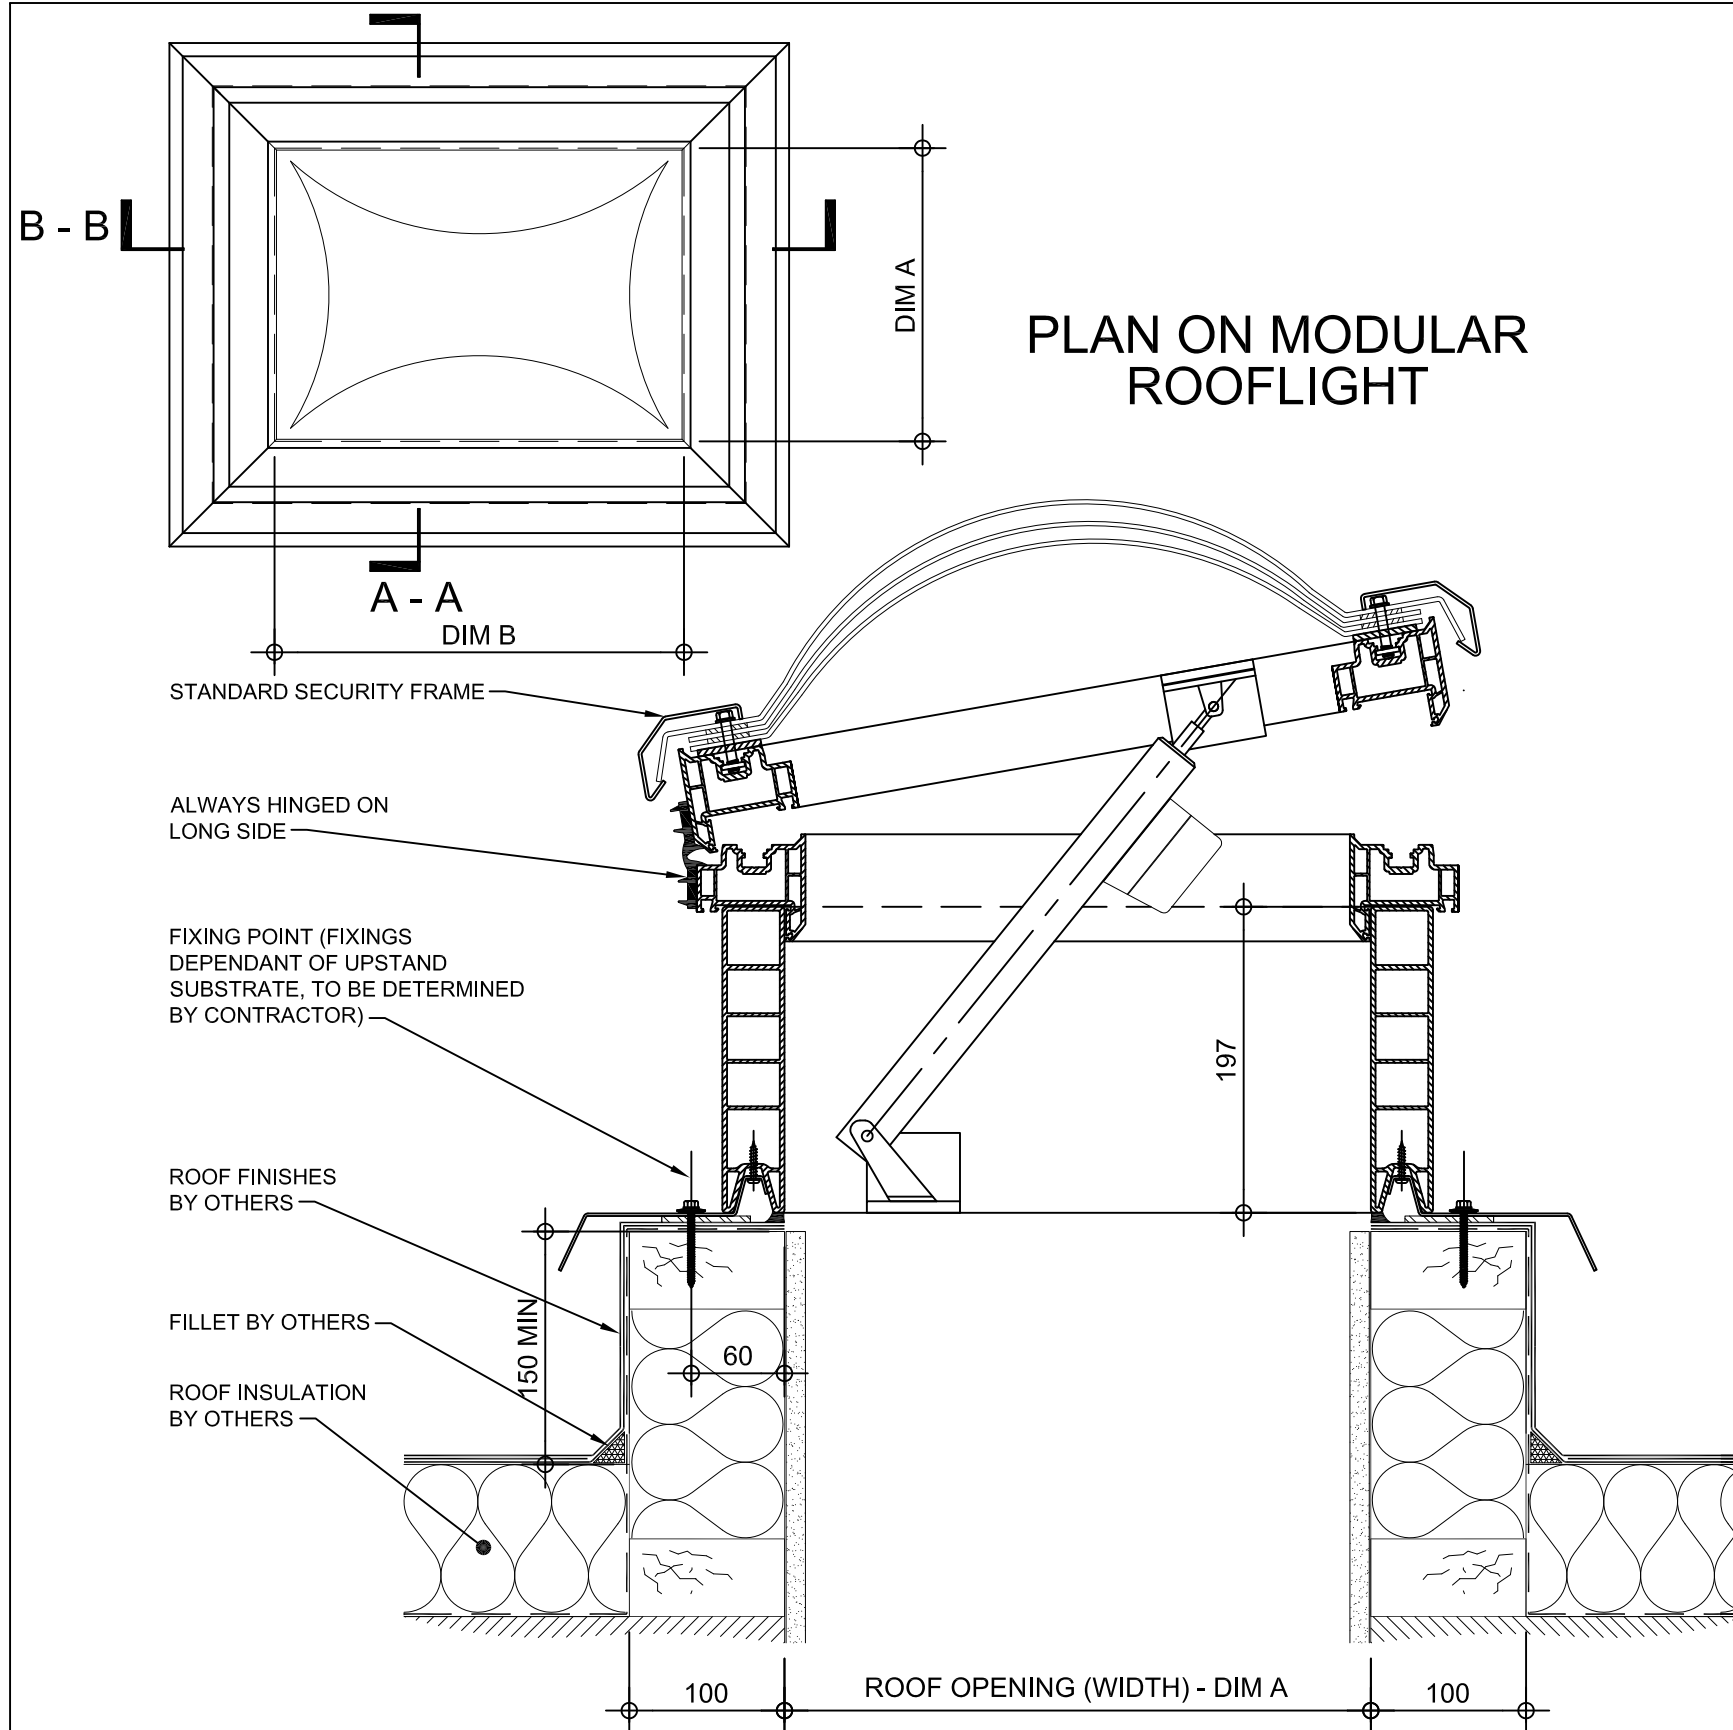 B - B
DIM A
PLAN ON MODULAR
ROOFLIGHT
A - A
DIM B
STANDARD SECURITY FRAME
ALWAYS HINGED ON
LONG SIDE
FIXING POINT (FIXINGS
DEPENDANT OF UPSTAND
SUBSTRATE, TO BE DETERMINED
BY CONTRACTOR)
197
ROOF FINISHES
BY OTHERS
FILLET BY OTHERS
150 MIN
60
ROOF INSULATION
BY OTHERS
100
ROOF OPENING (WIDTH) - DIM A
100